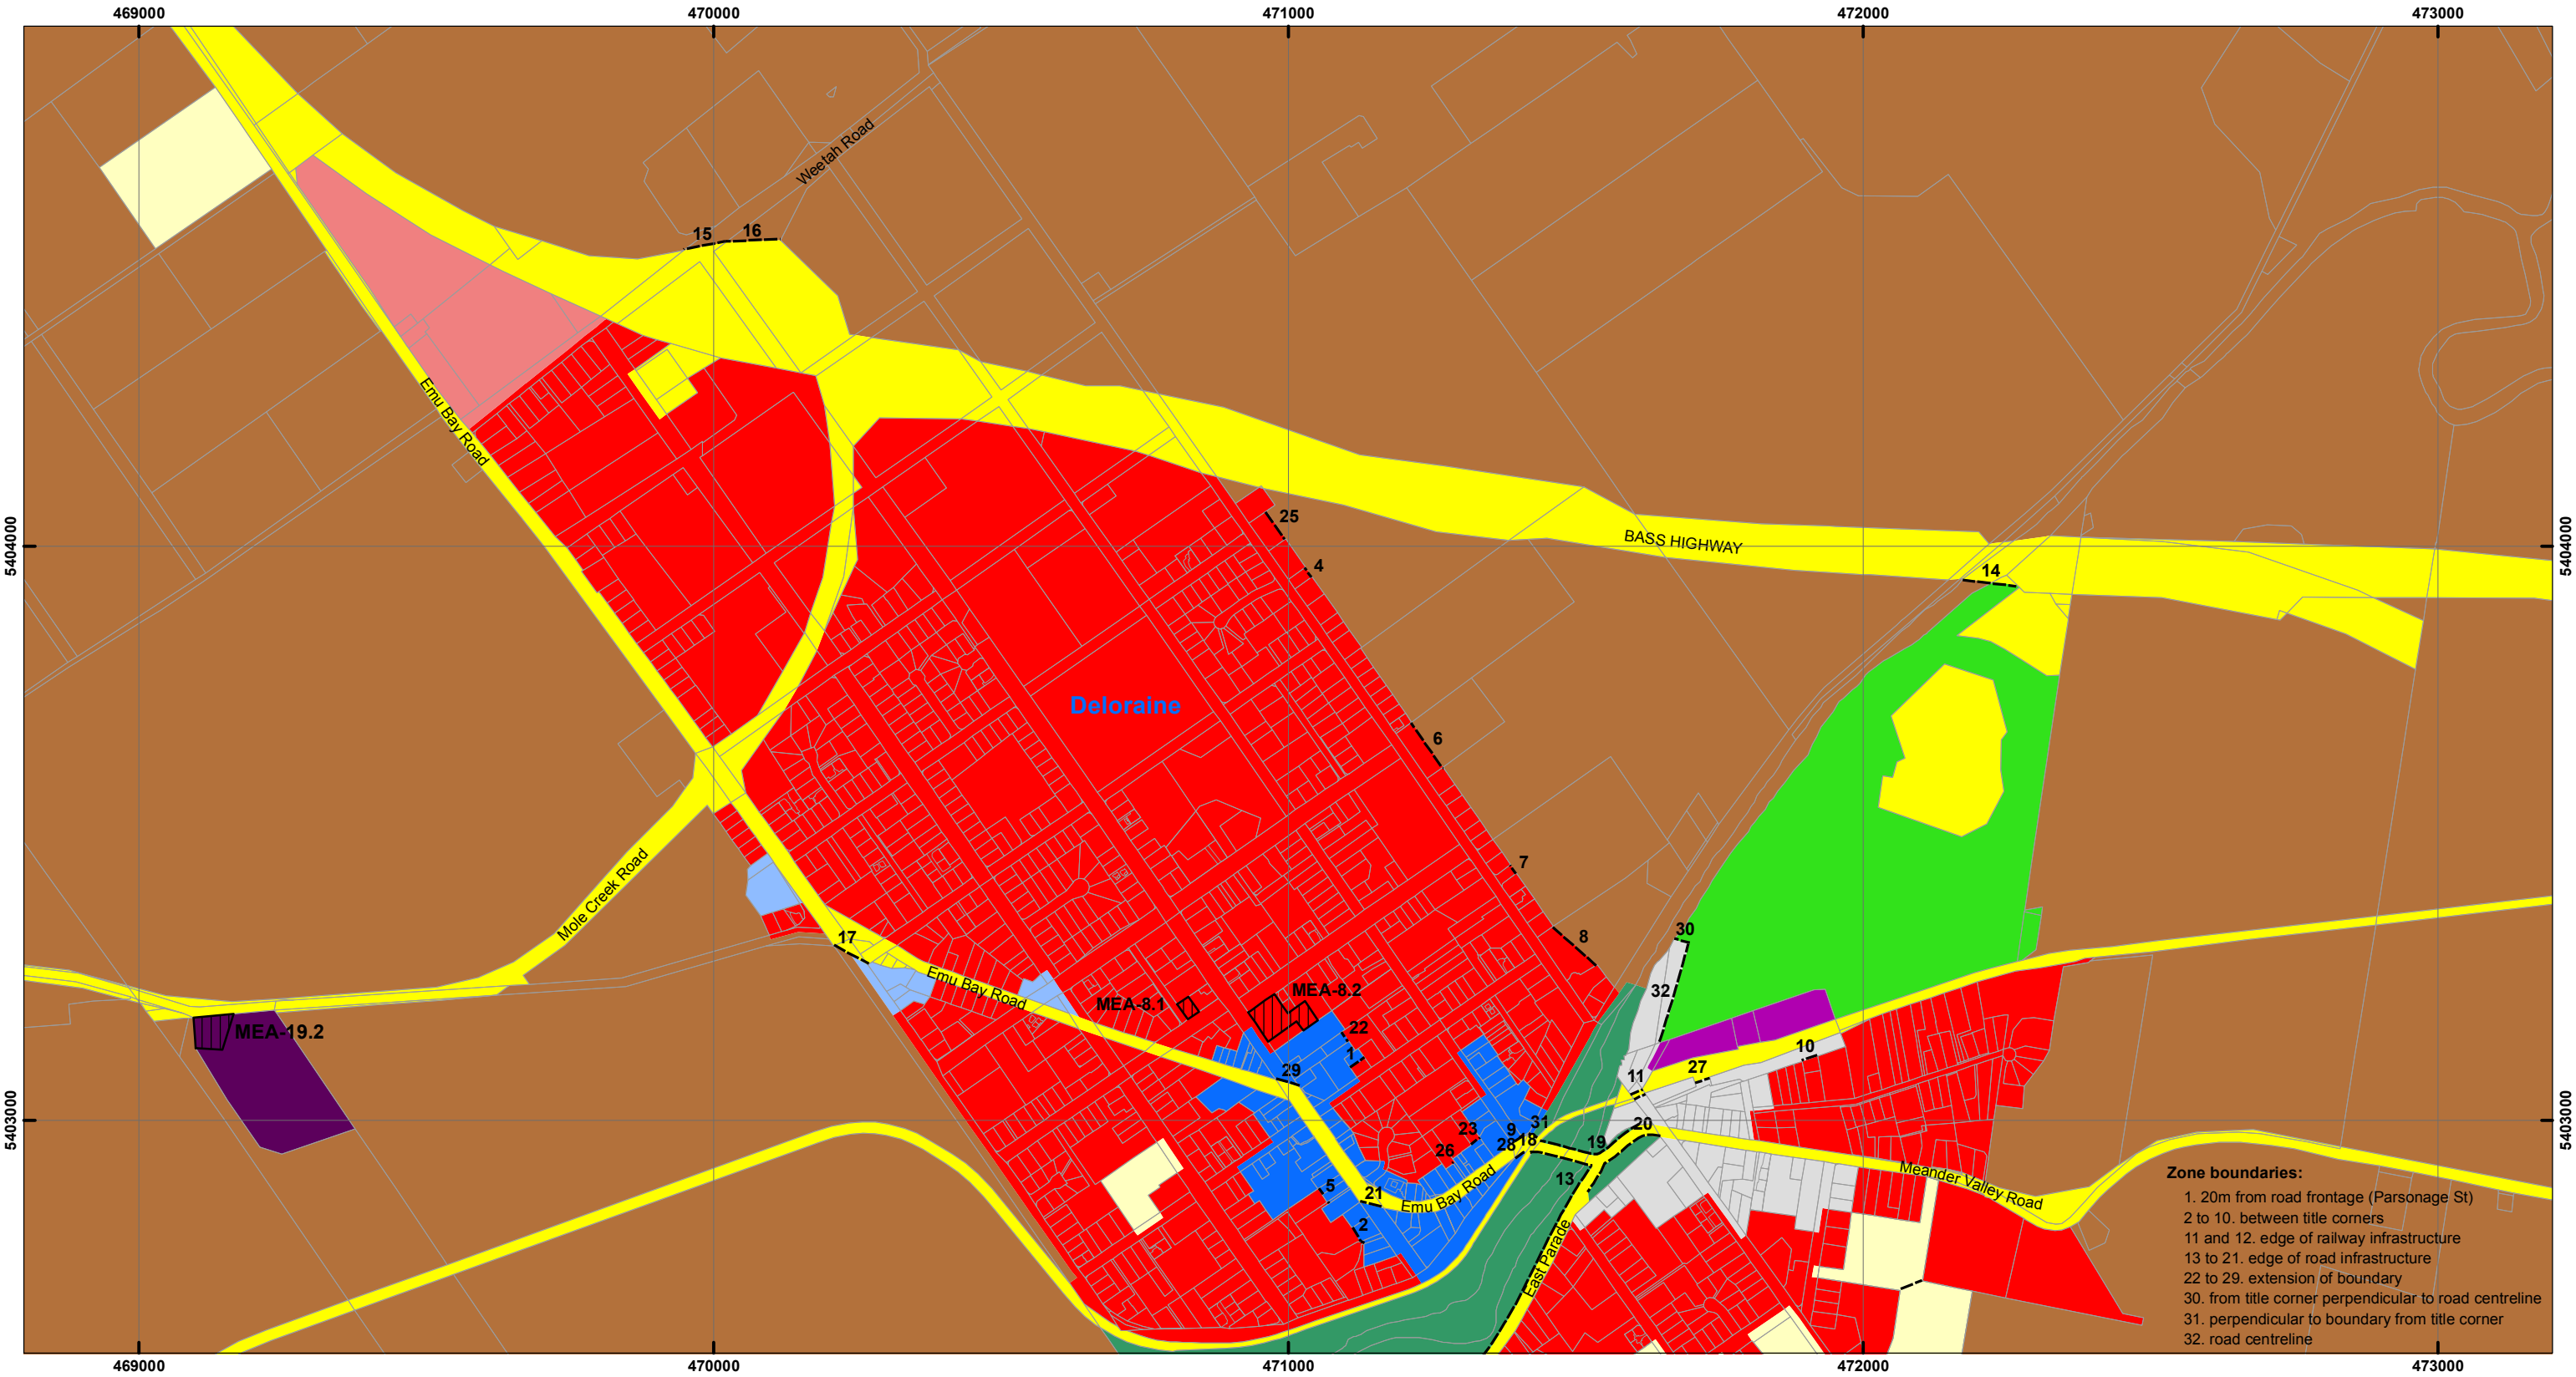 469000
470000
471000
472000
473000
Weetah Road
15
16
Emu Bay Road
25
5404000
BASS HIGHWAY
5404000
4
14
Deloraine
6
7
Mole Creek Road
17
8
30
Emu Bay Road
MEA-8.1
MEA-8.2
32
MEA-19.2
22
1
10
29
27
11
5403000
5403000
31
9
23
18
28
19
20
26
13
Meander Valley Road
5
21
Emu Bay Road
2
East Parade
Zone boundaries:
1. 20m from road frontage (Parsonage St)
2 to 10. between title corners
11 and 12. edge of railway infrastructure
13 to 21. edge of road infrastructure
22 to 29. extension of boundary
30. from title corner perpendicular to road centreline
31. perpendicular to boundary from title corner
32. road centreline
469000
470000
471000
472000
473000